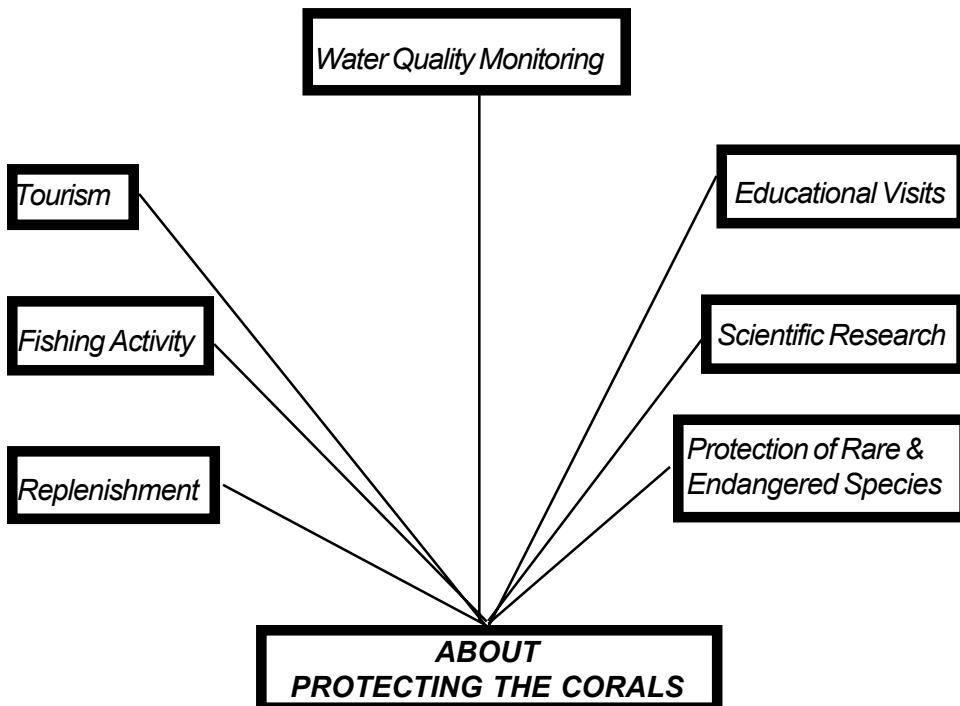 Water Quality Monitoring
Tourism
Educational Visits
Fishing Activity
Scientific Research
Replenishment
Protection of Rare &
Endangered Species
ABOUT
PROTECTING THE CORALS